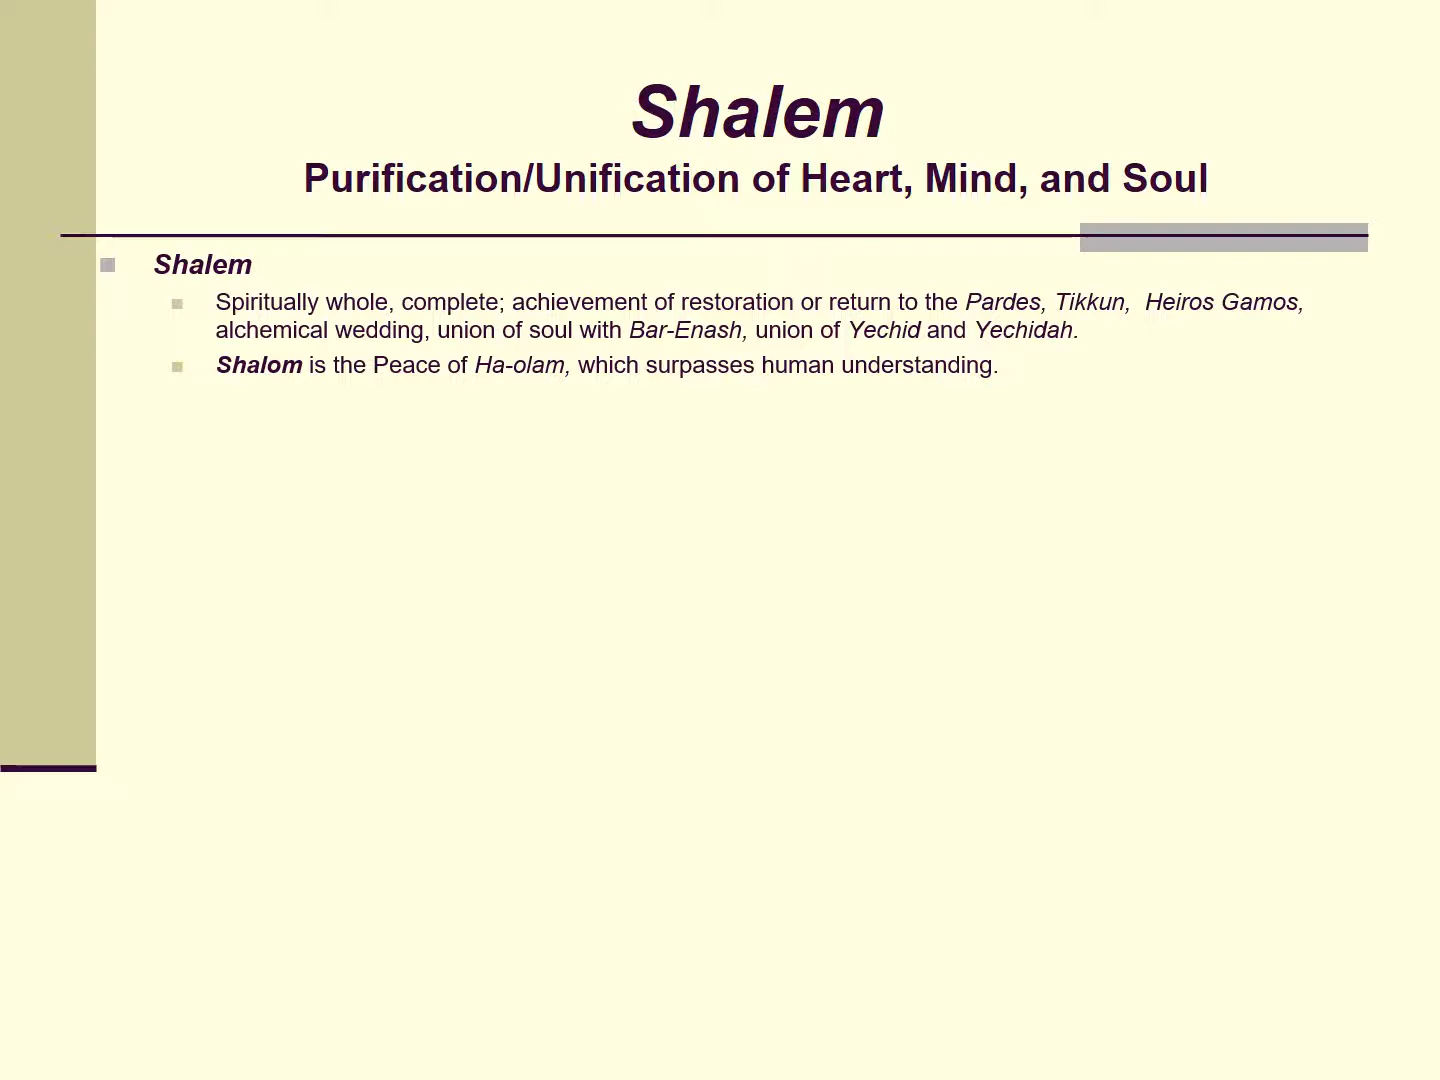 Shalem
Purification/Unification of Heart, Mind, and Soul
Shalem
Spiritually whole, complete; achievement of restoration or return to the Pardes, Tikkun, Heiros Gamos,
alchemical wedding, union of soul with Bar-Enash, union of Yechid and Yechidah.
Shalom is the Peace of Ha-olam, which surpasses human understanding.